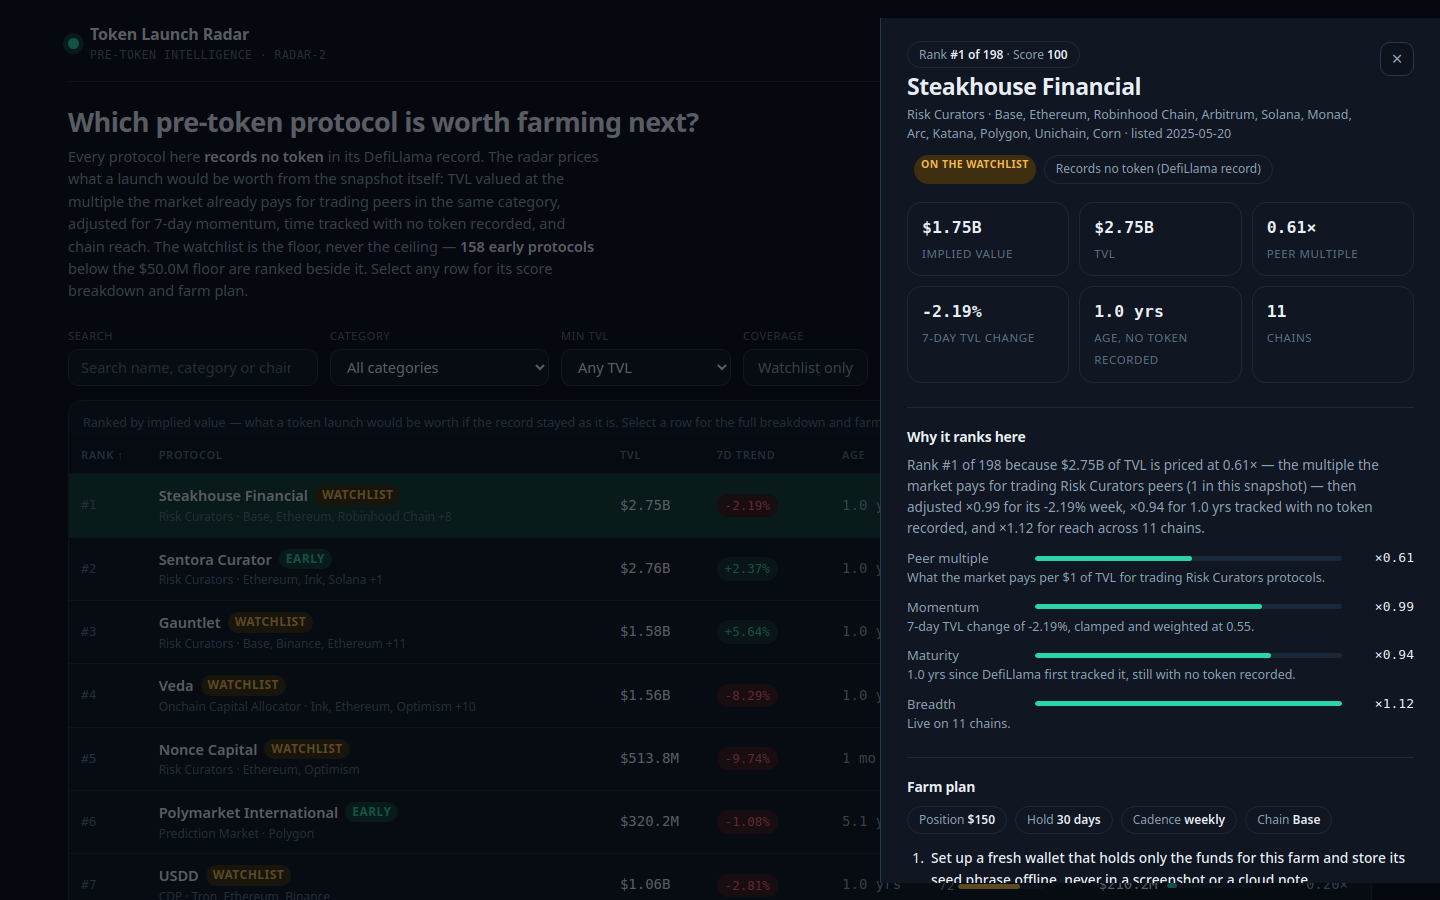 Token Launch Radar
PRE-TOKEN INTELLIGENCE · RADAR-2
Which pre-token protocol is worth farming next?
Every protocol here records no token in its DefiLlama record. The radar prices
what a launch would be worth from the snapshot itself: TVL valued at the
multiple the market already pays for trading peers in the same category,
adjusted for 7-day momentum, time tracked with no token recorded, and
chain reach. The watchlist is the floor, never the ceiling — 158 early protocols
below the $50.0M floor are ranked beside it. Select any row for its score
breakdown and farm plan.
SEARCH CATEGORY MIN TVL COVERAGE
Search name, category or chain All categories Any TVL Watchlist only
Ranked by implied value — what a token launch would be worth if the record stayed as it is. Select a row for the full breakdown and farm
RANK ↑ PROTOCOL TVL 7D TREND AGE
#1 Steakhouse Financial WATCHLIST $2.75B -2.19% 1.0 y
Risk Curators · Base, Ethereum, Robinhood Chain +8
#2 Sentora Curator EARLY $2.76B +2.37% 1.0 y
Risk Curators · Ethereum, Ink, Solana +1
#3 Gauntlet WATCHLIST $1.58B +5.64% 1.0 y
Risk Curators · Base, Binance, Ethereum +11
#4 Veda WATCHLIST $1.56B -8.29% 1.0 y
Onchain Capital Allocator · Ink, Ethereum, Optimism +10
#5 Nonce Capital WATCHLIST $513.8M -9.74% 1 mo
Risk Curators · Ethereum, Optimism
#6 Polymarket International EARLY $320.2M -1.08% 5.1 y
Prediction Market · Polygon
#7 USDD WATCHLIST $1.06B -2.81% 1.0 yrs 72 $210.2M 0.20×
CDP · Tron, Ethereum, Binance
Rank #1 of 198 · Score 100
✕
Steakhouse Financial
Risk Curators · Base, Ethereum, Robinhood Chain, Arbitrum, Solana, Monad,
Arc, Katana, Polygon, Unichain, Corn · listed 2025-05-20
ON THE WATCHLIST Records no token (DefiLlama record)
$1.75B $2.75B 0.61×
IMPLIED VALUE TVL PEER MULTIPLE
-2.19% 1.0 yrs 11
7-DAY TVL CHANGE AGE, NO TOKEN CHAINS
RECORDED
Why it ranks here
Rank #1 of 198 because $2.75B of TVL is priced at 0.61× — the multiple the
market pays for trading Risk Curators peers (1 in this snapshot) — then
adjusted ×0.99 for its -2.19% week, ×0.94 for 1.0 yrs tracked with no token
recorded, and ×1.12 for reach across 11 chains.
Peer multiple ×0.61
What the market pays per $1 of TVL for trading Risk Curators protocols.
Momentum ×0.99
7-day TVL change of -2.19%, clamped and weighted at 0.55.
Maturity ×0.94
1.0 yrs since DefiLlama first tracked it, still with no token recorded.
Breadth ×1.12
Live on 11 chains.
Farm plan
Position $150 Hold 30 days Cadence weekly Chain Base
1. Set up a fresh wallet that holds only the funds for this farm and store its
seed phrase offline, never in a screenshot or a cloud note.